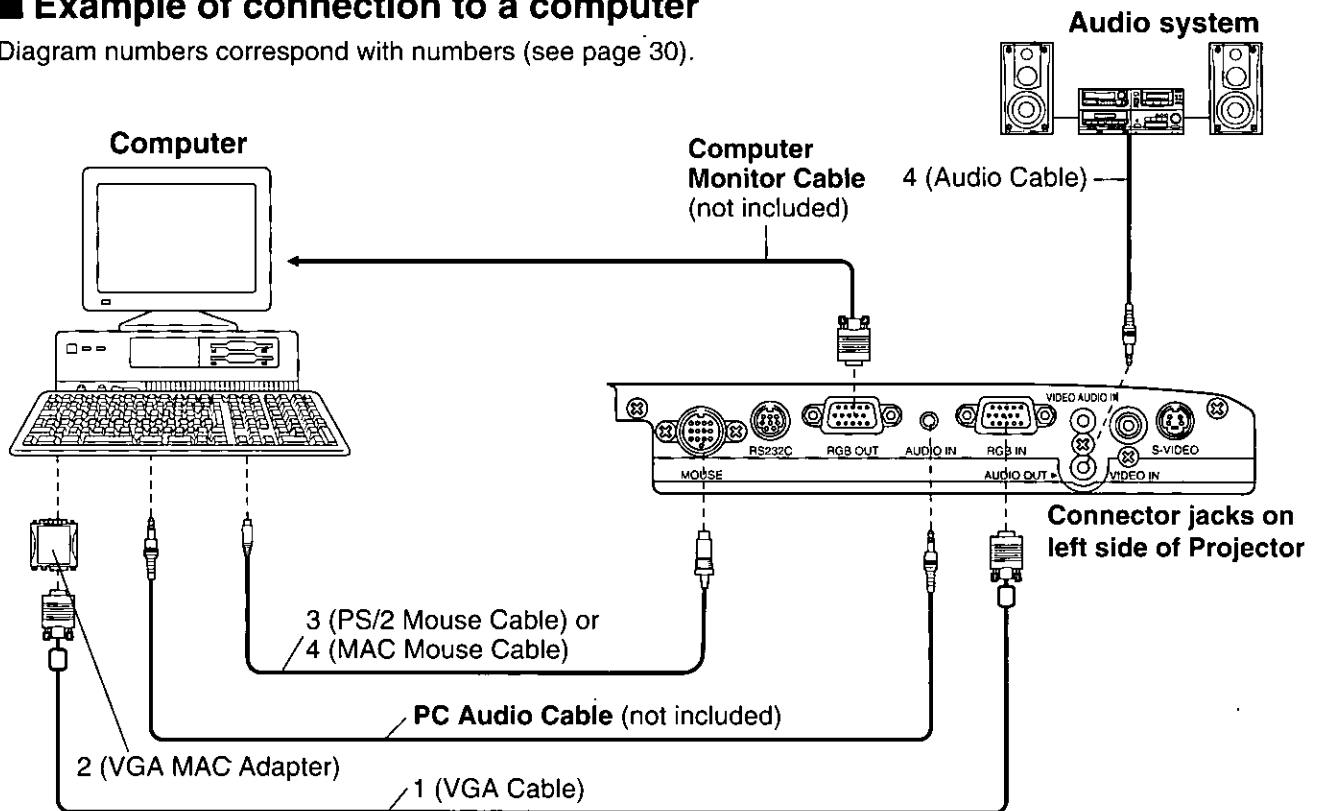 ■ Example of connection to a computer
Diagram numbers correspond with numbers (see page 30).
Audio system
Computer
Computer
Monitor Cable
(not included)
4 (Audio Cable)
VIDEO AUDIO IN
RS232C
RGB OUT
AUDIO IN
RGB IN
S-VIDEO
MOUSE
AUDIO OUT ▸
VIDEO IN
Connector jacks on
left side of Projector
3 (PS/2 Mouse Cable) or
4 (MAC Mouse Cable)
PC Audio Cable (not included)
2 (VGA MAC Adapter)
1 (VGA Cable)